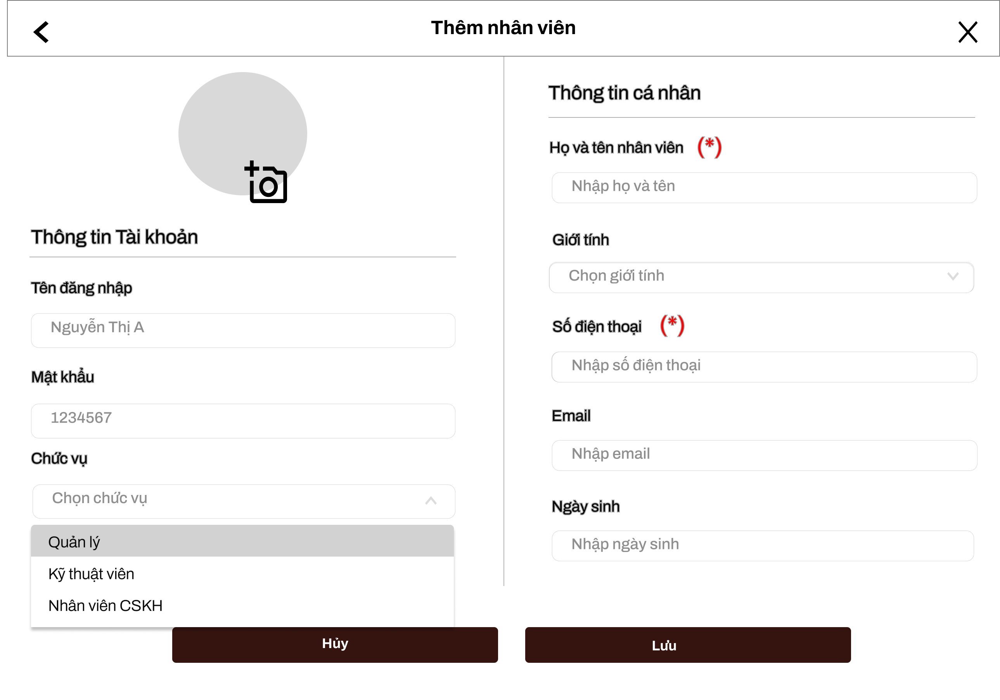 Thêm nhân viên
Thông tin Tài khoản
Tên đăng nhập
Nguyễn Thị A
Mật khẩu
1234567
Chức vụ
Chọn chức vụ
Quản lý
Kỹ thuật viên
Nhân viên CSKH
Thông tin cá nhân
Họ và tên nhân viên (*)
Nhập họ và tên
Giới tính
Chọn giới tính
Số điện thoại (*)
Nhập số điện thoại
Email
Nhập email
Ngày sinh
Nhập ngày sinh
Hủy
Lưu